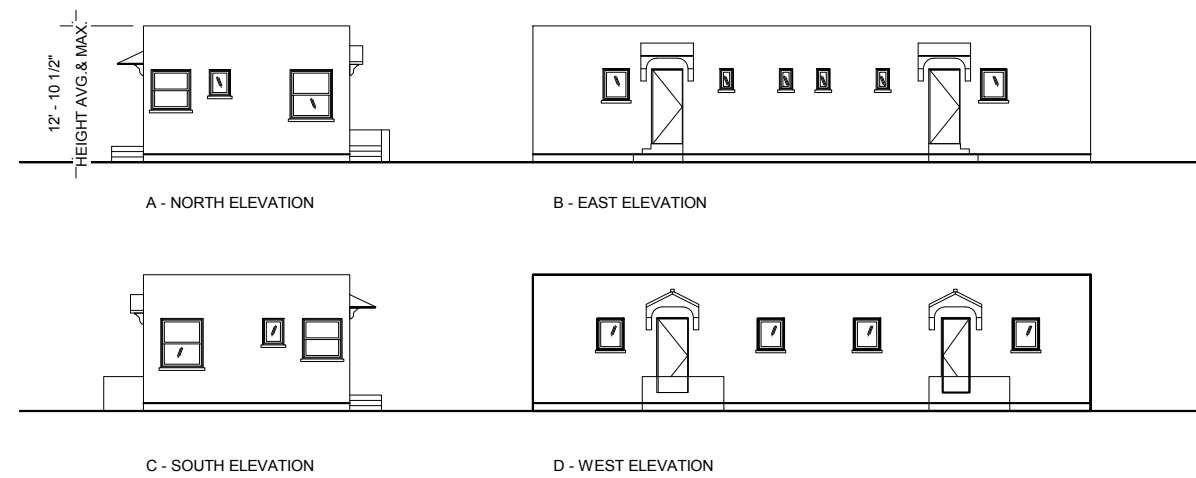 12' - 10 1/2"
HEIGHT AVG.& MAX.
A - NORTH ELEVATION
B - EAST ELEVATION
C - SOUTH ELEVATION
D - WEST ELEVATION